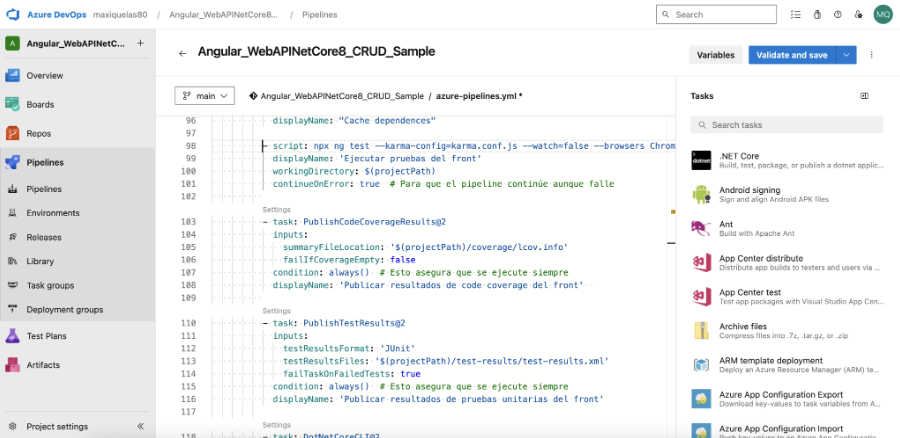 Azure DevOps maxiquelas80 / Angular_WebAPINetCore8... / Pipelines Search MQ
A Angular_WebAPINetC... +
Overview
Boards
Repos
Pipelines
Pipelines
Environments
Releases
Library
Task groups
Deployment groups
Test Plans
Artifacts
Project settings
← Angular_WebAPINetCore8_CRUD_Sample Variables Validate and save
main Angular_WebAPINetCore8_CRUD_Sample / azure-pipelines.yml *
96 displayName: "Cache dependences"
97
98 - script: npx ng test --karma-config=karma.conf.js --watch=false --browsers Chrom
99 displayName: 'Ejecutar pruebas del front'
100 workingDirectory: $(projectPath)
101 continueOnError: true # Para que el pipeline continúe aunque falle
102
Settings
103 - task: PublishCodeCoverageResults@2
104 inputs:
105 summaryFileLocation: '$(projectPath)/coverage/lcov.info'
106 failIfCoverageEmpty: false
107 condition: always() # Esto asegura que se ejecute siempre
108 displayName: 'Publicar resultados de code coverage del front'
109
Settings
110 - task: PublishTestResults@2
111 inputs:
112 testResultsFormat: 'JUnit'
113 testResultsFiles: '$(projectPath)/test-results/test-results.xml'
114 failTaskOnFailedTests: true
115 condition: always() # Esto asegura que se ejecute siempre
116 displayName: 'Publicar resultados de pruebas unitarias del front'
117
Settings
118 - task: DotNetCoreCLI@2
Tasks
Search tasks
dotnet
.NET Core
Build, test, package, or publish a dotnet applic...
Android signing
Sign and align Android APK files
Ant
Build with Apache Ant
App Center distribute
Distribute app builds to testers and users via ...
App Center test
Test app packages with Visual Studio App Cen...
Archive files
Compress files into .7z, .tar.gz, or .zip
ARM template deployment
Deploy an Azure Resource Manager (ARM) te...
Azure App Configuration Export
Download key-values to task variables from A...
Azure App Configuration Import
Push key-values to an Azure App Configuratio...